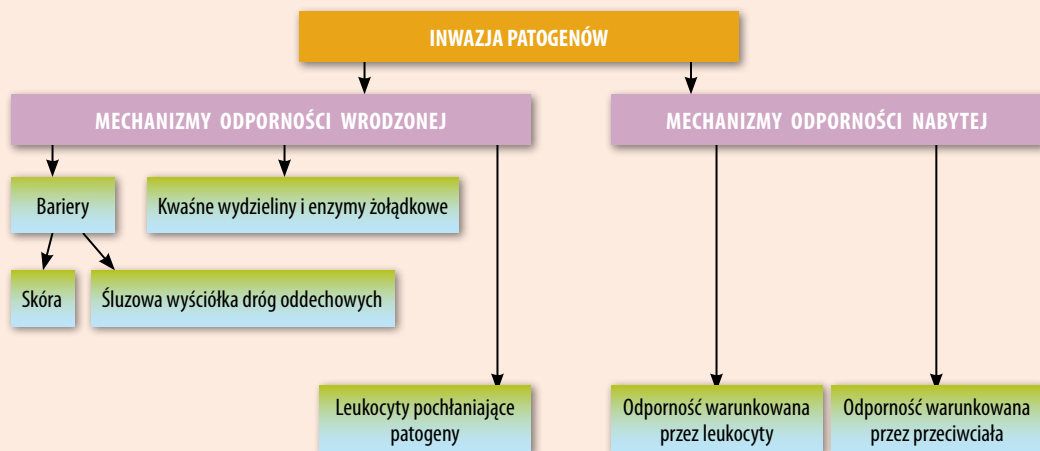 INWAZJA PATOGENÓW
MECHANIZMY ODPORNOŚCI WRODZONEJ
MECHANIZMY ODPORNOŚCI NABYTEJ
Bariery
Kwaśne wydzieliny i enzymy żołądkowe
Skóra
Śluzowa wyściółka dróg oddechowych
Leukocyty pochłaniające
patogeny
Odporność warunkowana
przez leukocyty
Odporność warunkowana
przez przeciwciała